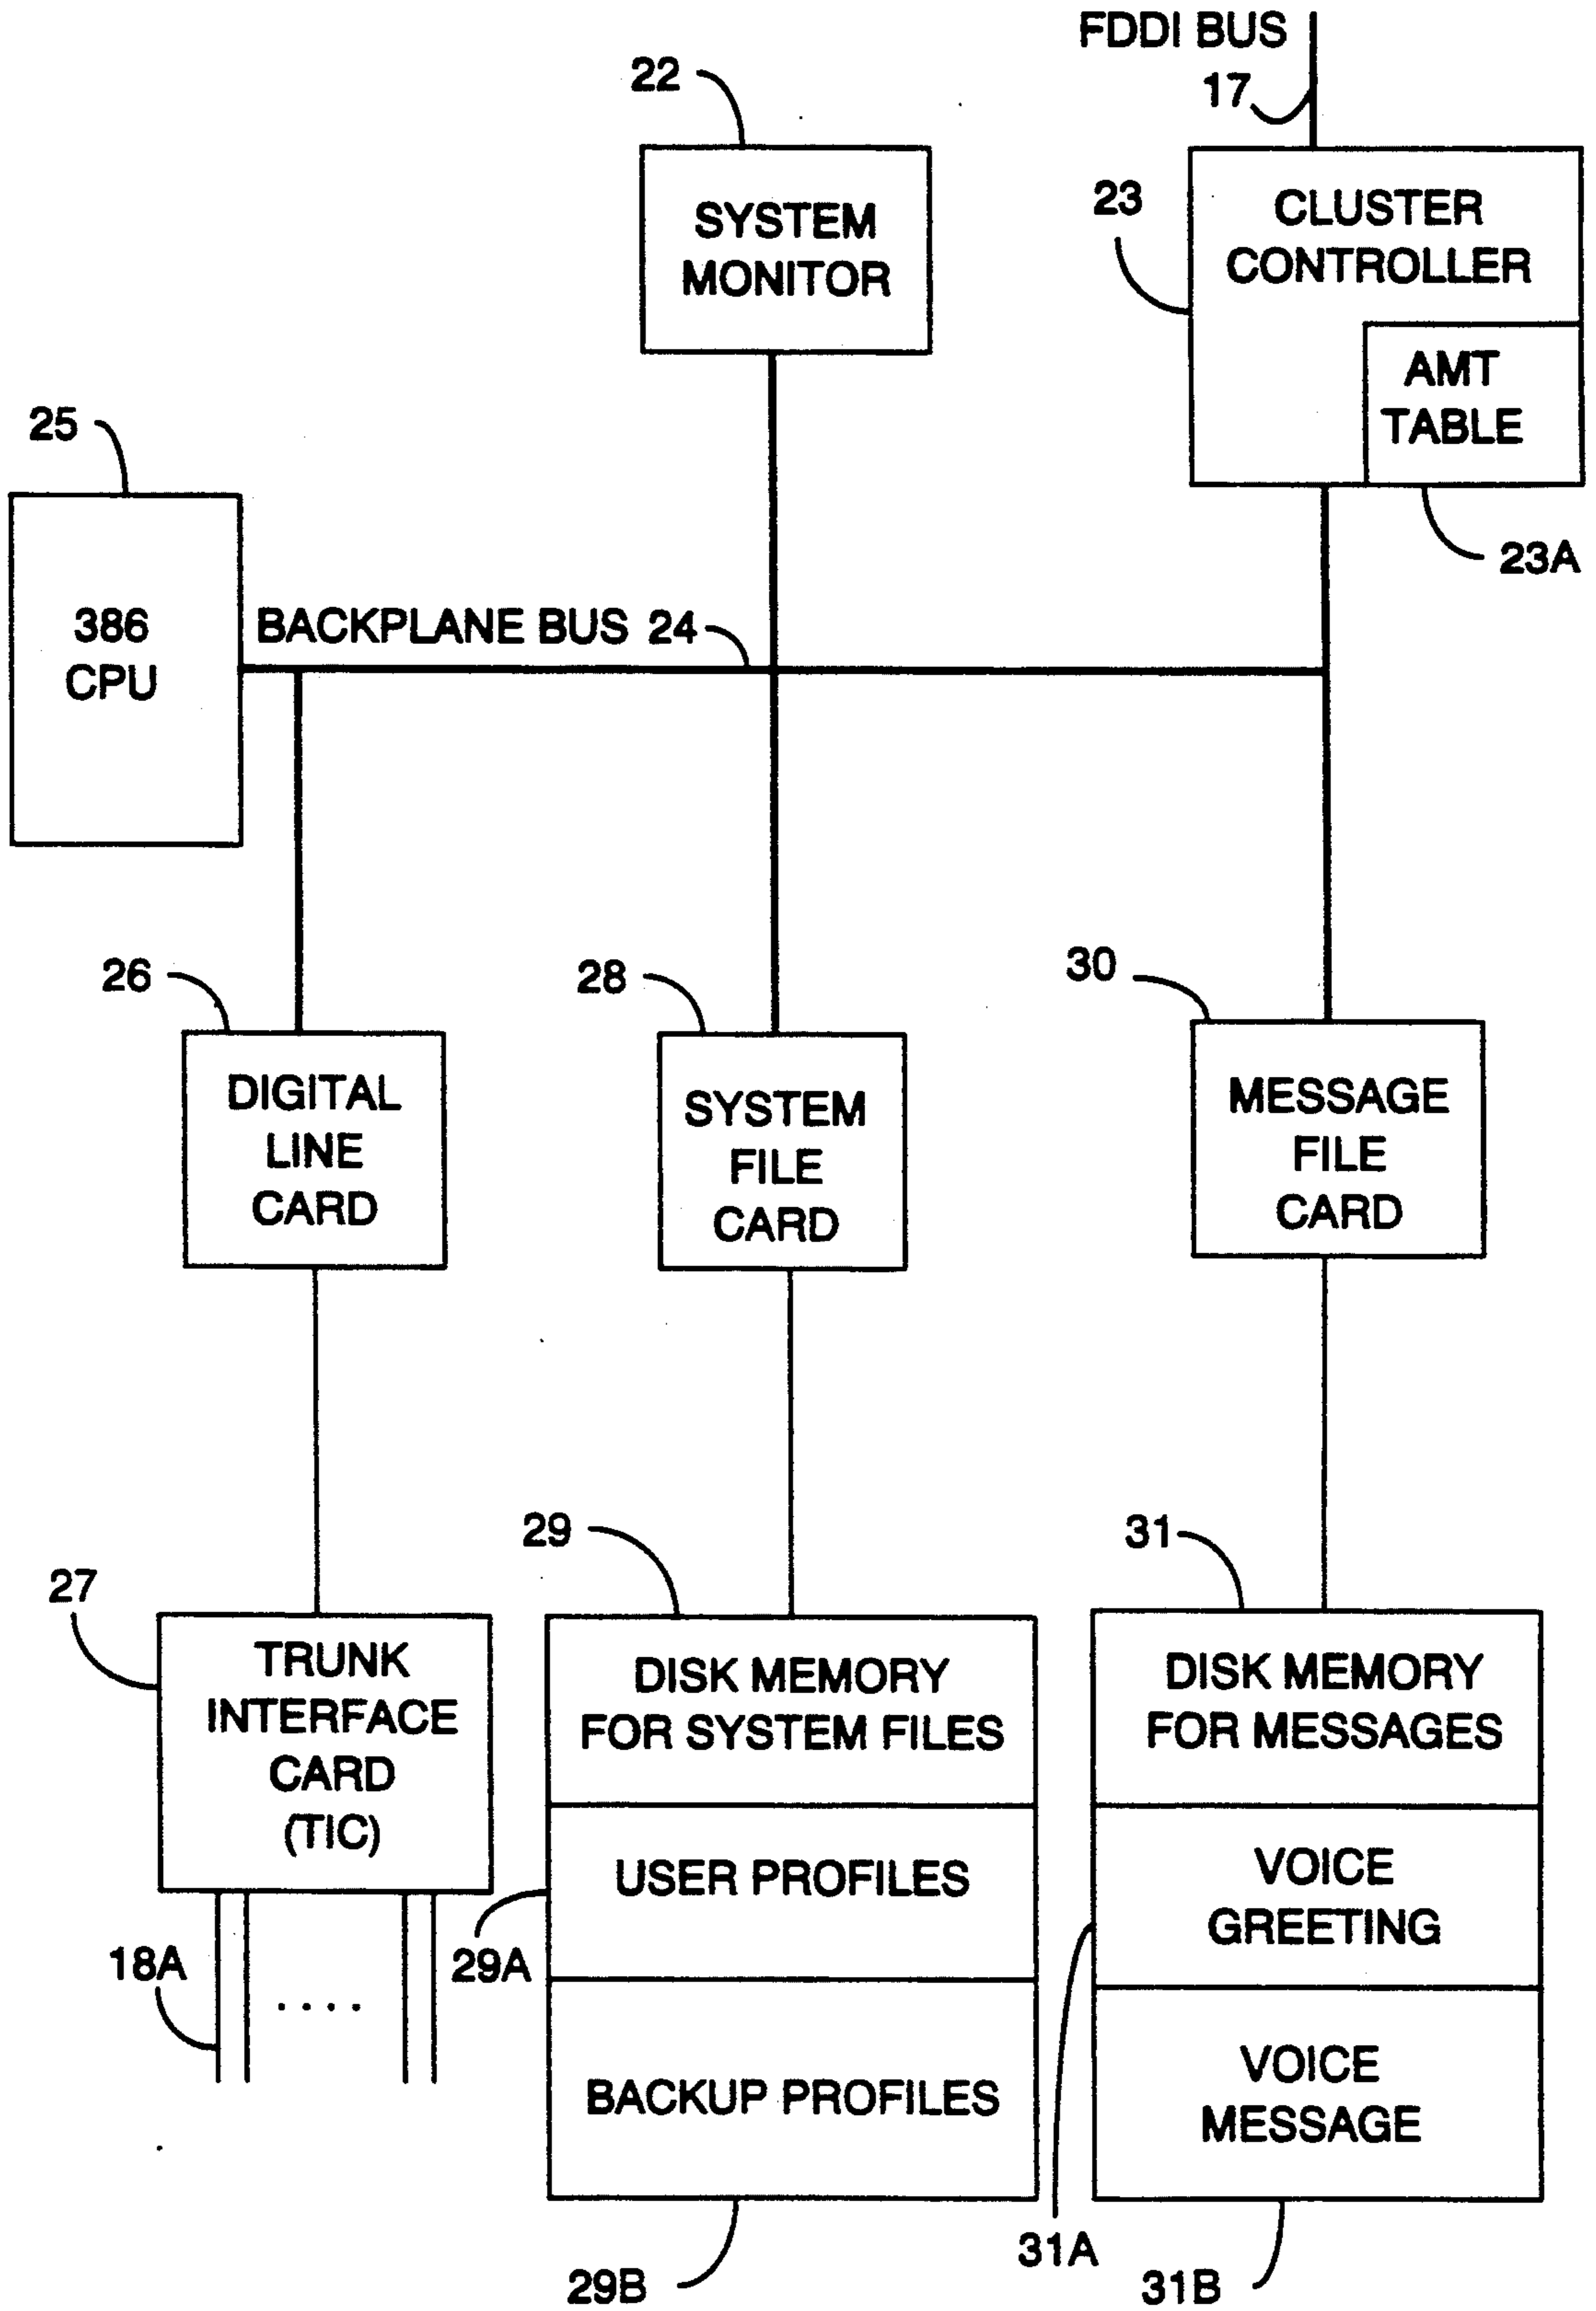 FDDI BUS
17
22
SYSTEM
MONITOR
23
CLUSTER
CONTROLLER
AMT
TABLE
23A
25
386
CPU
BACKPLANE BUS 24
26
DIGITAL
LINE
CARD
28
SYSTEM
FILE
CARD
30
MESSAGE
FILE
CARD
27
TRUNK
INTERFACE
CARD
(TIC)
18A
. . . .
29
DISK MEMORY
FOR SYSTEM FILES
USER PROFILES
29A
BACKUP PROFILES
29B
31
DISK MEMORY
FOR MESSAGES
VOICE
GREETING
VOICE
MESSAGE
31A
31B